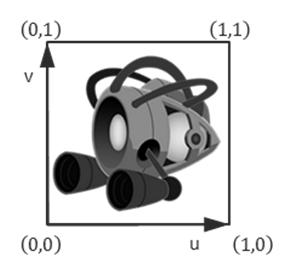 (0,1) (1,1)
v
(0,0) u (1,0)